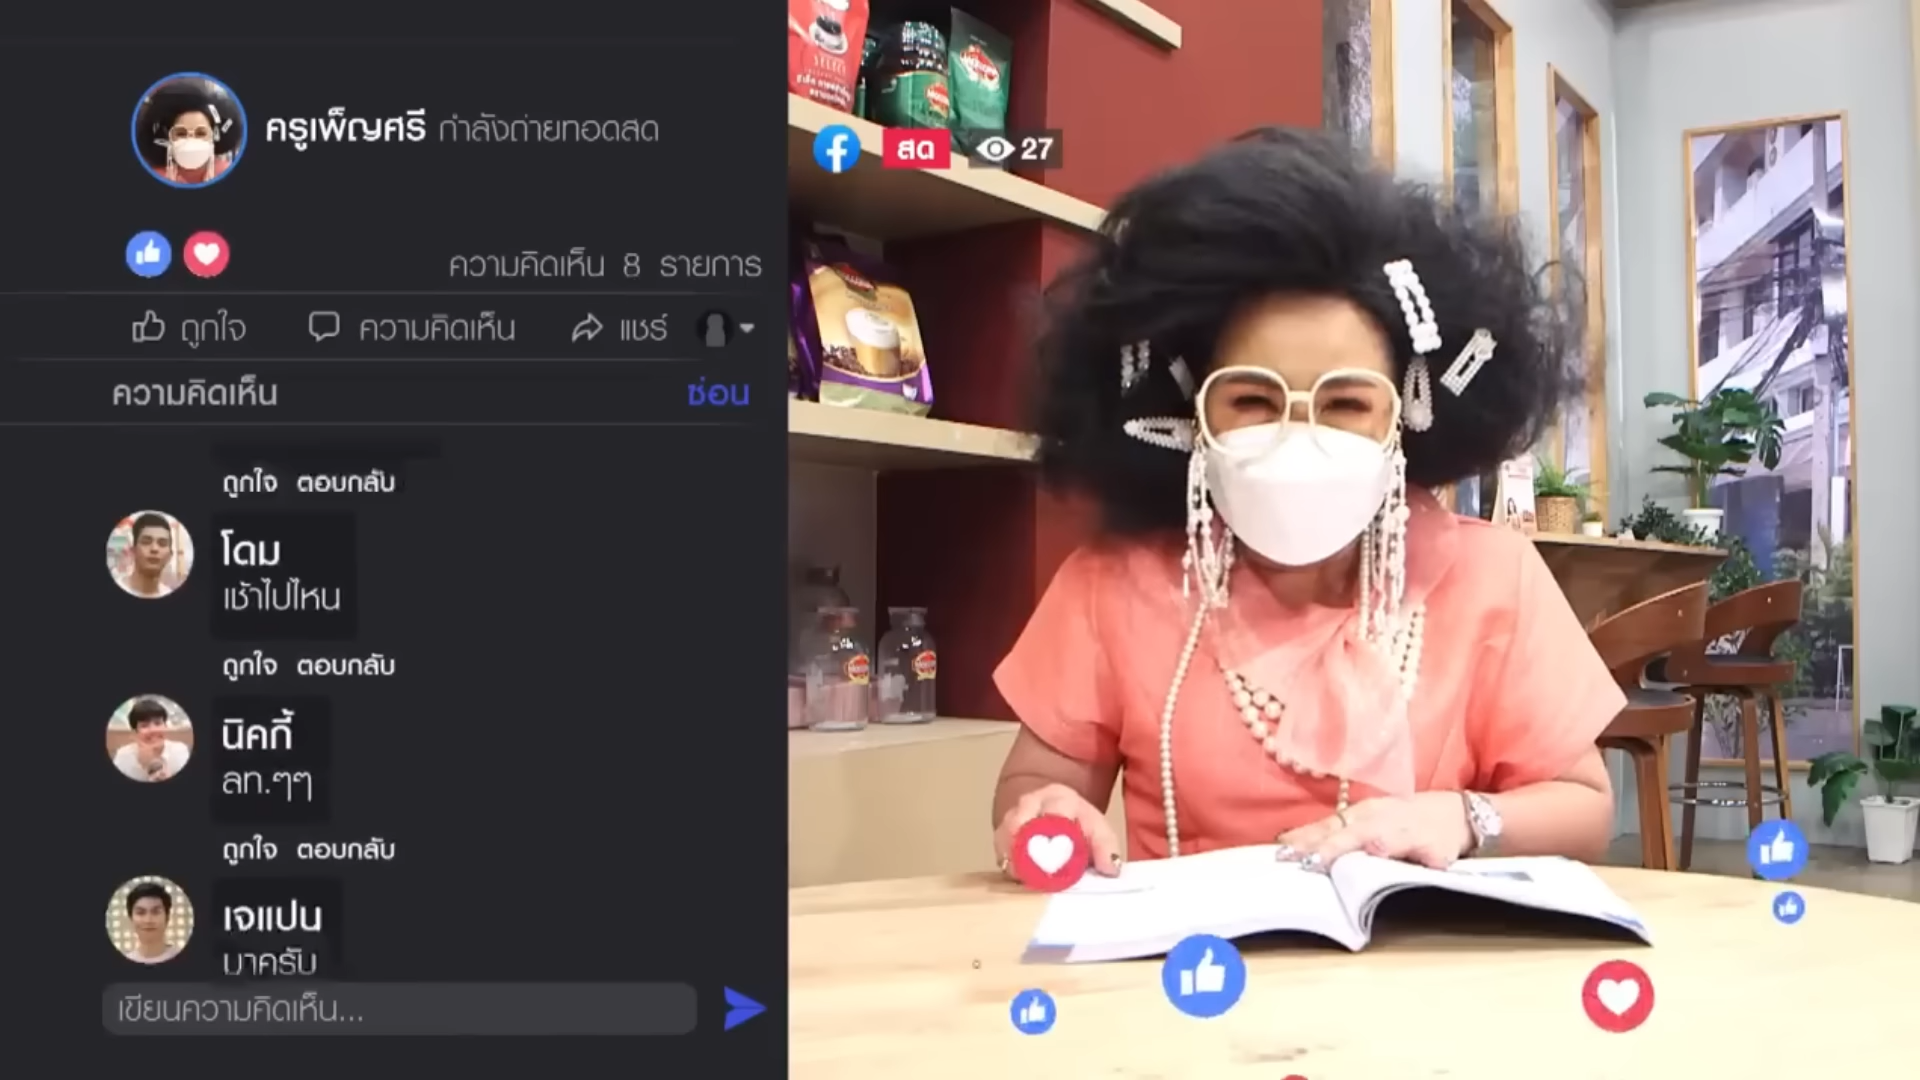 ครูเพ็ญศรี กำลังถ่ายทอดสด
ความคิดเห็น 8 รายการ
ถูกใจ ความคิดเห็น แชร์
ความคิดเห็น ซ่อน
ถูกใจ ตอบกลับ
โดม
เช้าไปไหน
ถูกใจ ตอบกลับ
นิคกี้
ลท.ๆๆ
ถูกใจ ตอบกลับ
เจแปน
มาครับ
เขียนความคิดเห็น...
สด 27
SELECT